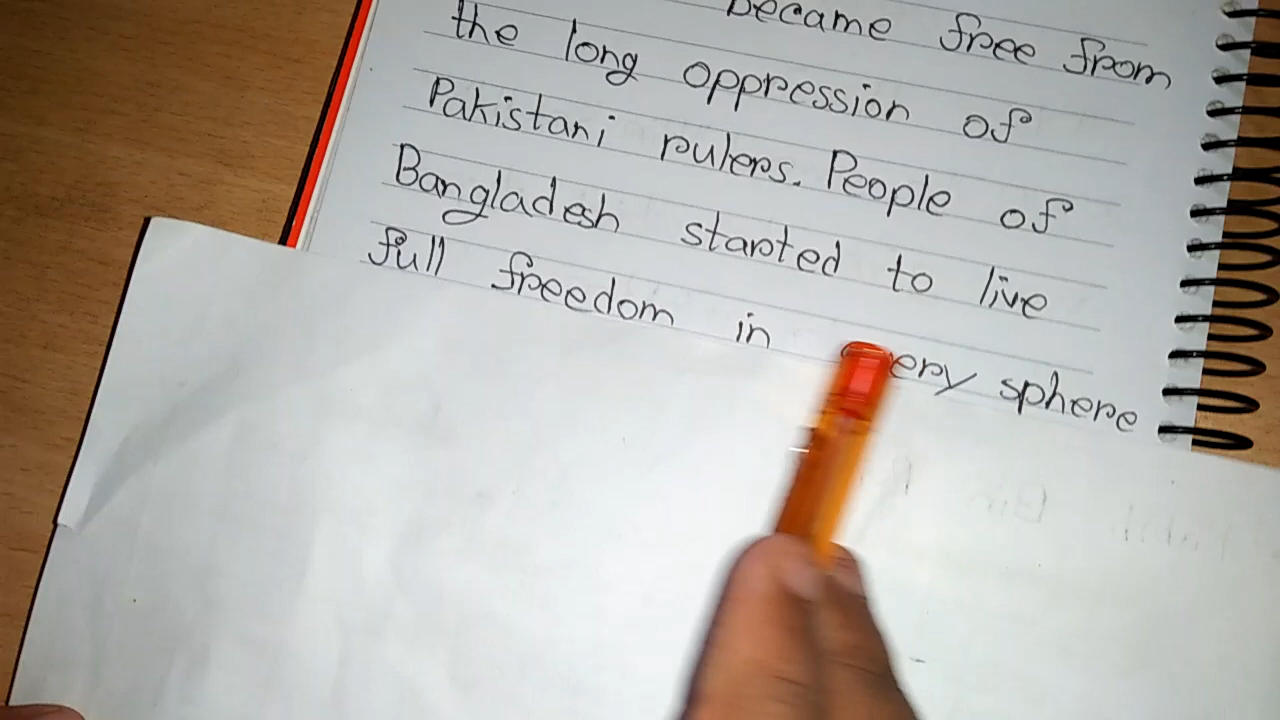 became free from
the long oppression of
Pakistani rulers. People of
Bangladesh started to live
full freedom in every sphere